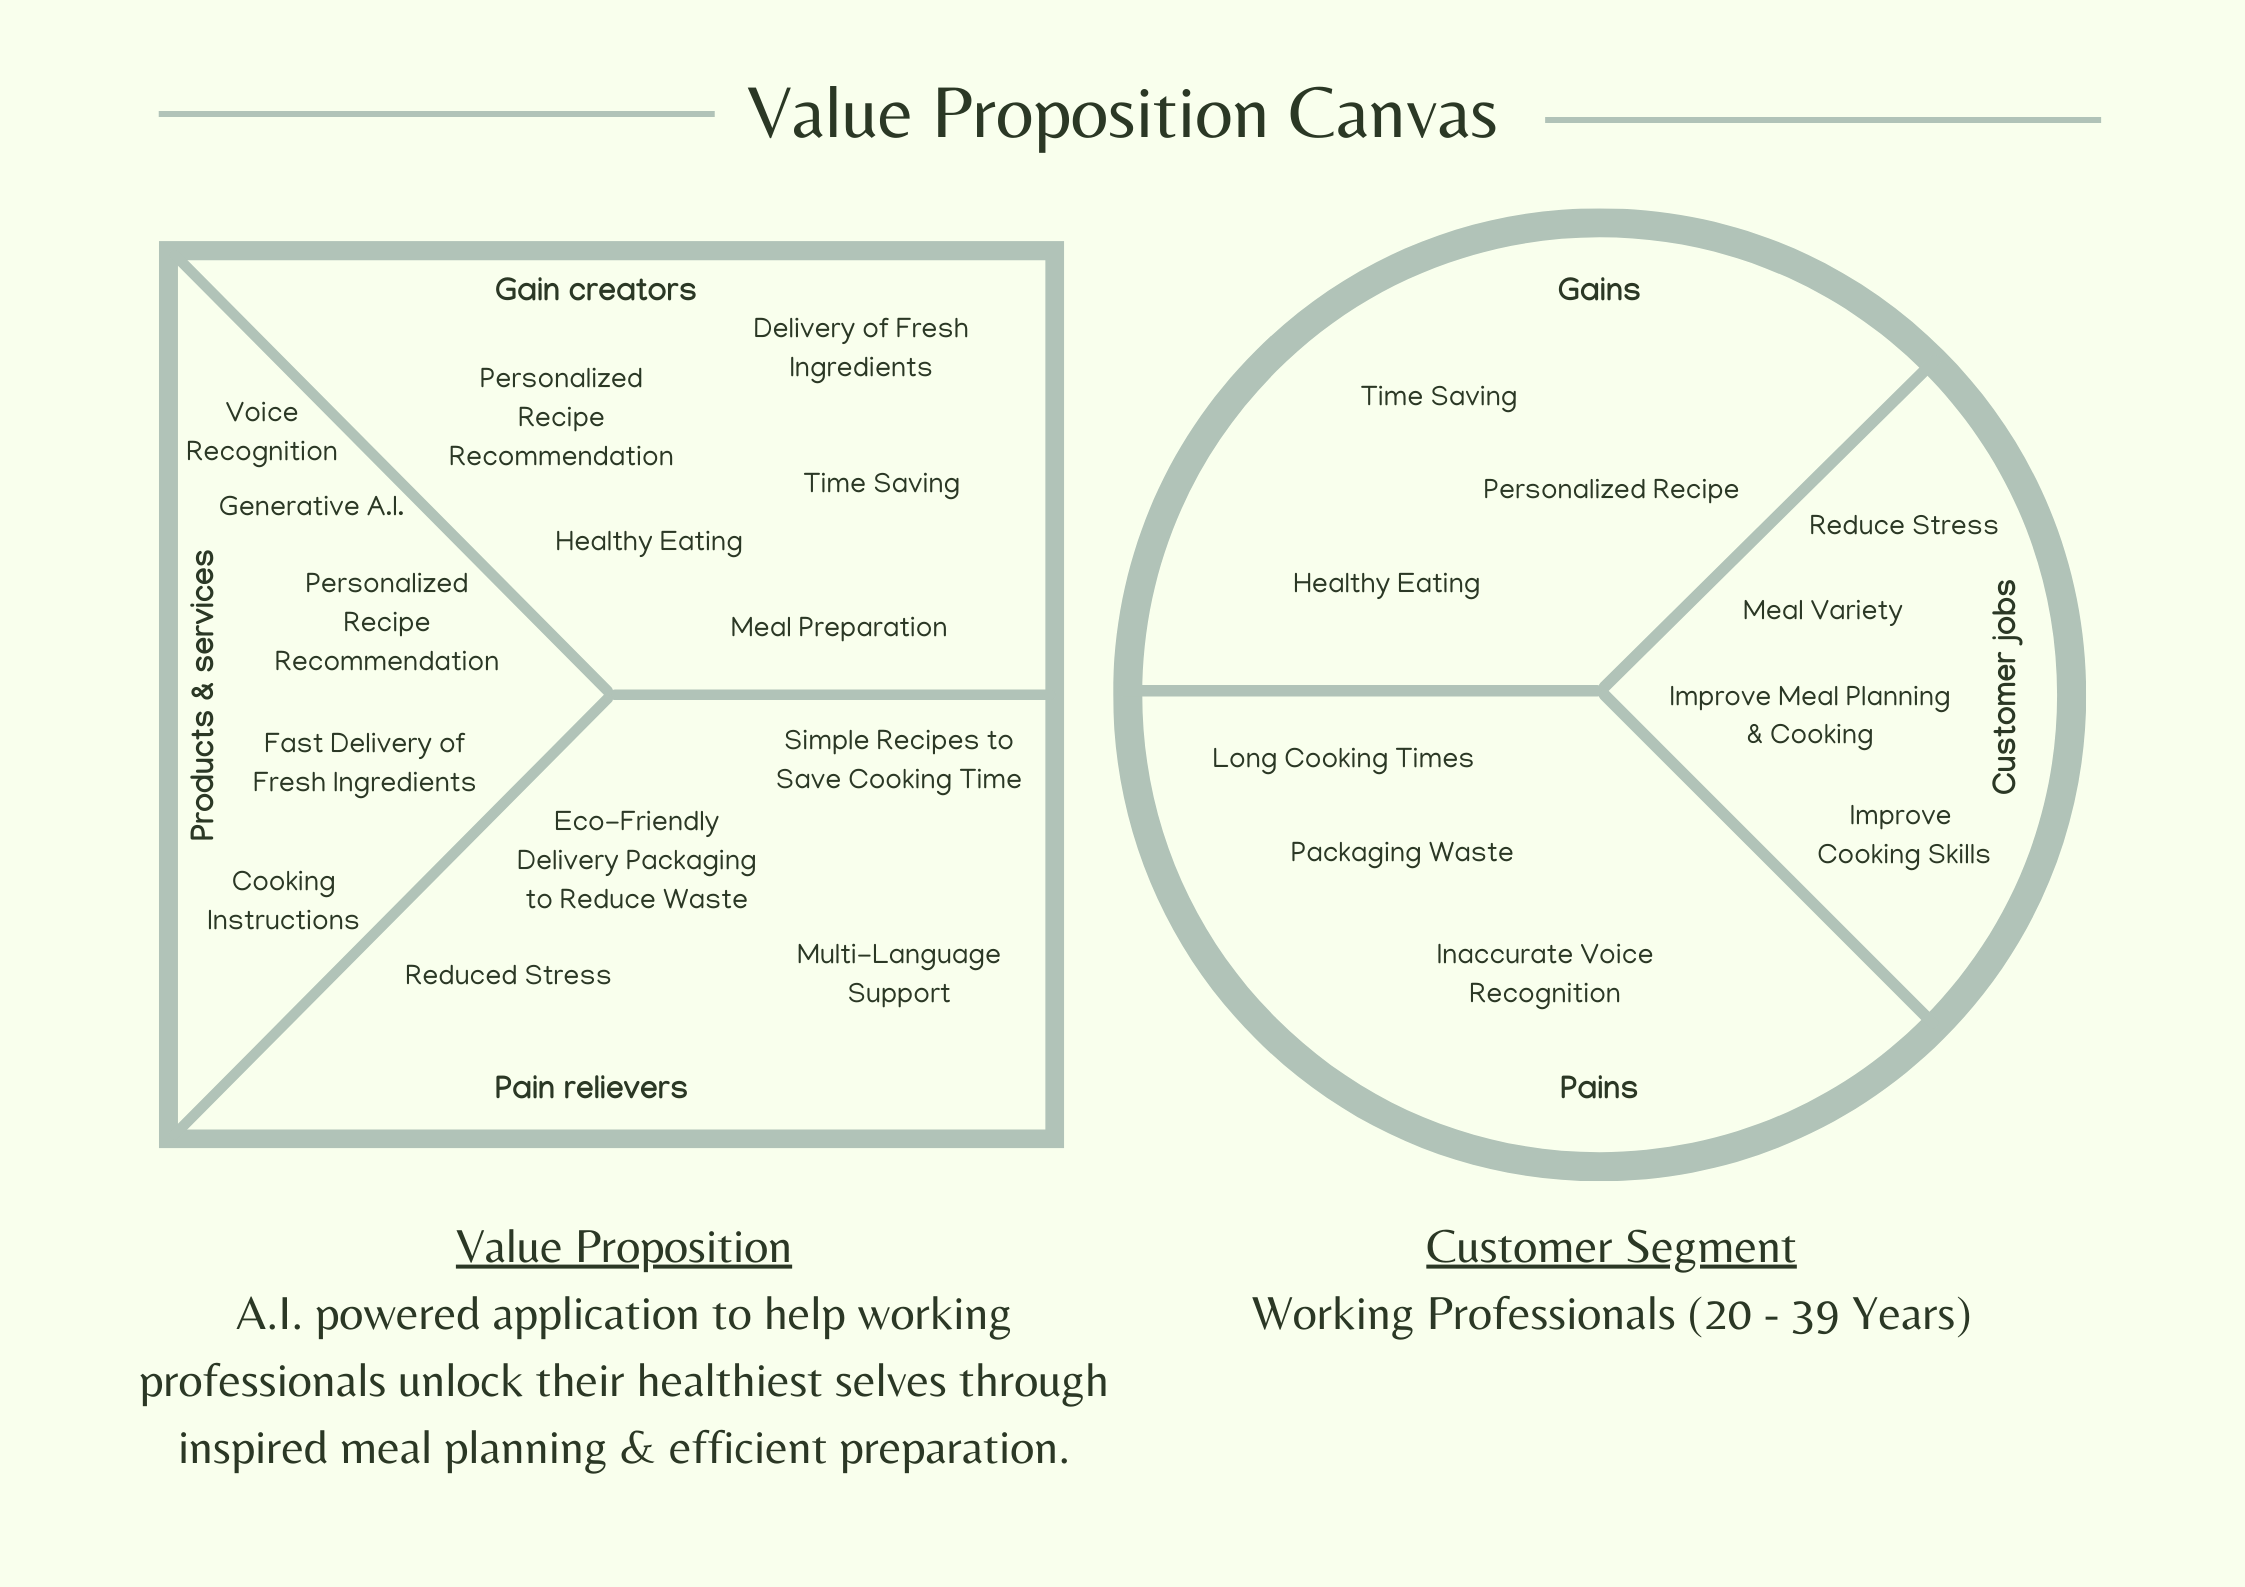 Value Proposition Canvas
Gain creators
Delivery of Fresh
Ingredients
Personalized
Recipe
Recommendation
Time Saving
Healthy Eating
Meal Preparation
Products & services
Voice
Recognition
Generative A.I.
Personalized
Recipe
Recommendation
Fast Delivery of
Fresh Ingredients
Cooking
Instructions
Simple Recipes to
Save Cooking Time
Eco-Friendly
Delivery Packaging
to Reduce Waste
Multi-Language
Support
Reduced Stress
Pain relievers
Gains
Time Saving
Personalized Recipe
Healthy Eating
Customer jobs
Reduce Stress
Meal Variety
Improve Meal Planning
& Cooking
Improve
Cooking Skills
Long Cooking Times
Packaging Waste
Inaccurate Voice
Recognition
Pains
Value Proposition
A.I. powered application to help working
professionals unlock their healthiest selves through
inspired meal planning & efficient preparation.
Customer Segment
Working Professionals (20 - 39 Years)